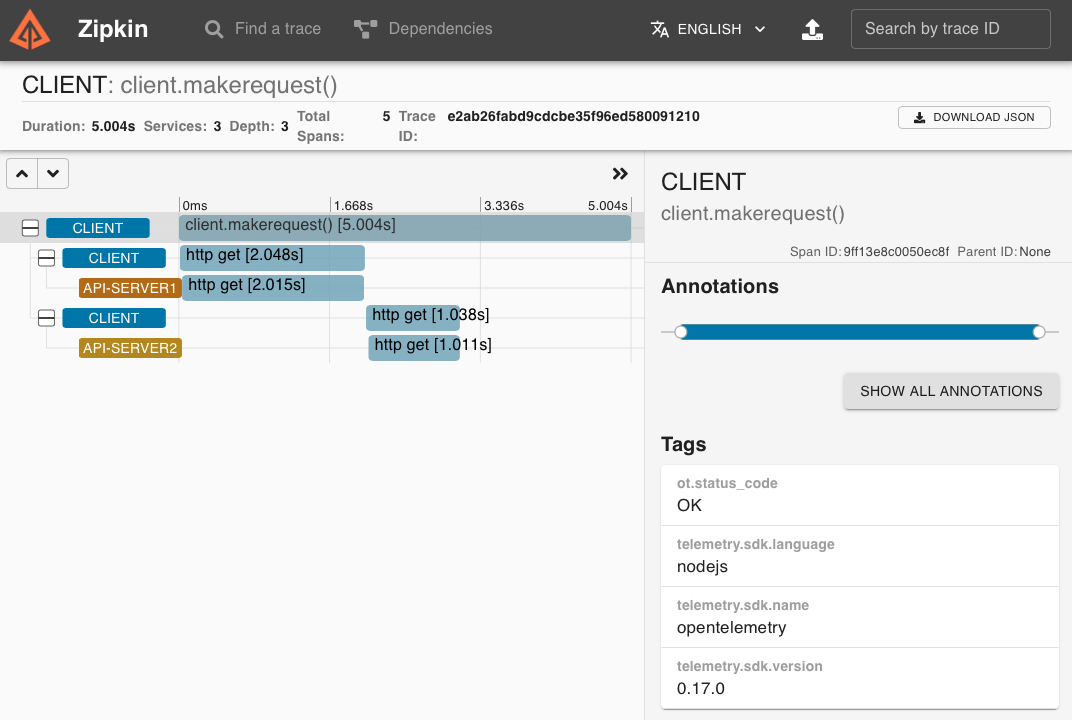 Zipkin
Find a trace
Dependencies
ENGLISH
Search by trace ID
CLIENT: client.makerequest()
Duration: 5.004s Services: 3 Depth: 3 Total Spans: 5 Trace ID: e2ab26fabd9cdcbe35f96ed580091210
DOWNLOAD JSON
0ms 1.668s 3.336s 5.004s
CLIENT client.makerequest() [5.004s]
CLIENT http get [2.048s]
API-SERVER1 http get [2.015s]
CLIENT http get [1.038s]
API-SERVER2 http get [1.011s]
CLIENT
client.makerequest()
Span ID: 9ff13e8c0050ec8f Parent ID: None
Annotations
SHOW ALL ANNOTATIONS
Tags
ot.status_code
OK
telemetry.sdk.language
nodejs
telemetry.sdk.name
opentelemetry
telemetry.sdk.version
0.17.0